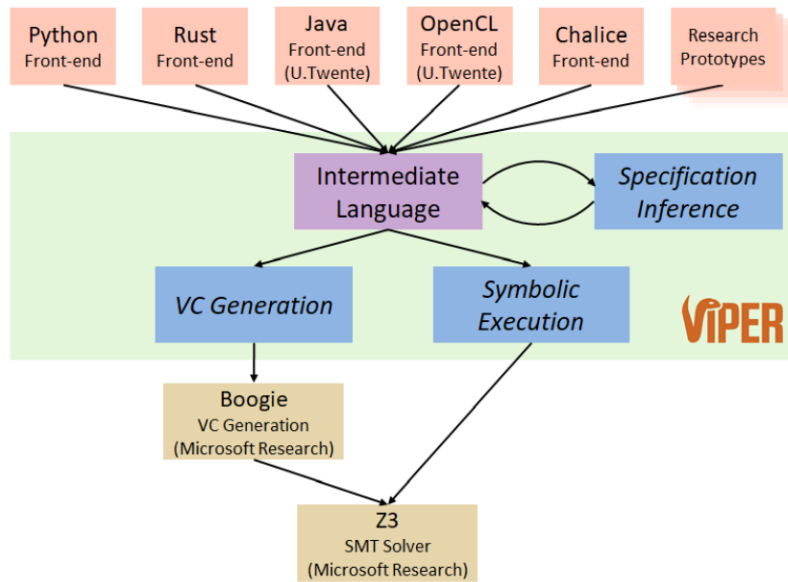 Python
Front-end
Rust
Front-end
Java
Front-end
(U.Twente)
OpenCL
Front-end
(U.Twente)
Chalice
Front-end
Research
Prototypes
Intermediate
Language
Specification
Inference
VC Generation
Symbolic
Execution
VIPER
Boogie
VC Generation
(Microsoft Research)
Z3
SMT Solver
(Microsoft Research)